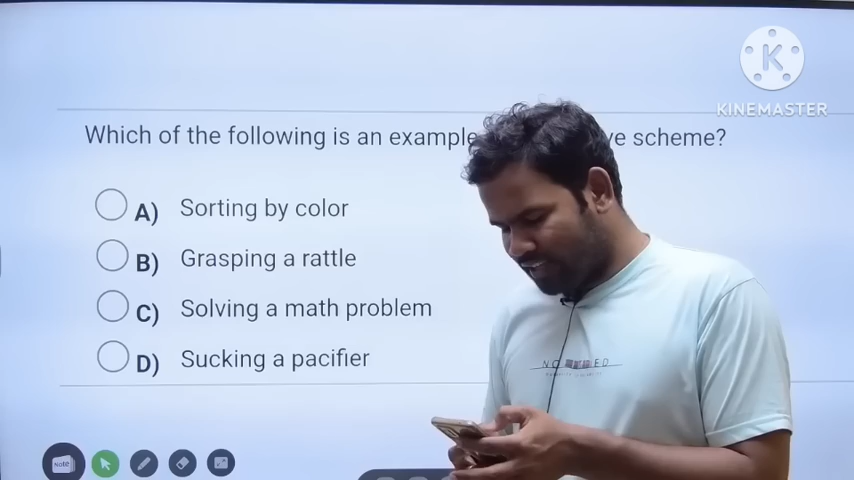 KINEMASTER
Which of the following is an example ve scheme?
A) Sorting by color
B) Grasping a rattle
C) Solving a math problem
D) Sucking a pacifier
Note